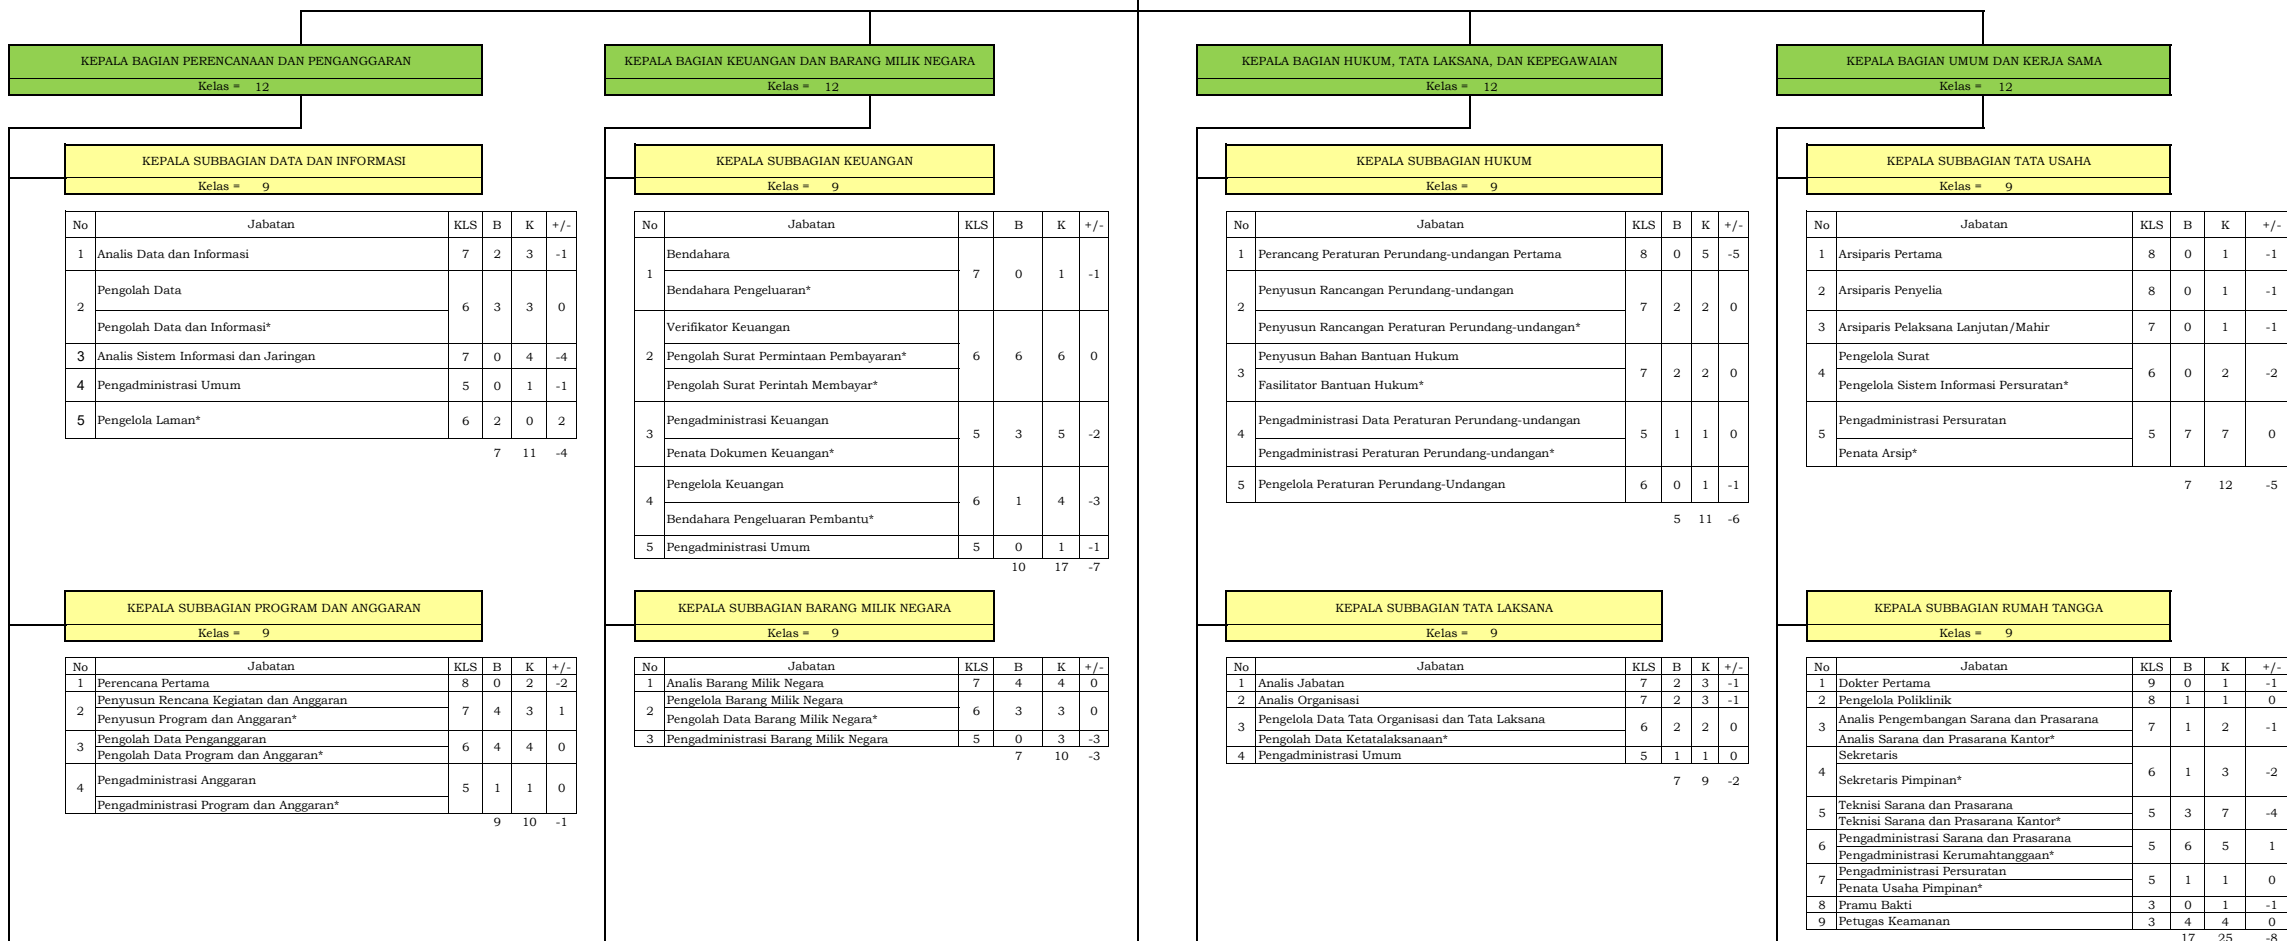 KEPALA BAGIAN PERENCANAAN DAN PENGANGGARAN
Kelas = 12
KEPALA SUBBAGIAN DATA DAN INFORMASI
Kelas = 9
No Jabatan KLS B K +/-
1 Analis Data dan Informasi 7 2 3 -1
Pengolah Data
2 6 3 3 0
Pengolah Data dan Informasi*
3 Analis Sistem Informasi dan Jaringan 7 0 4 -4
4 Pengadministrasi Umum 5 0 1 -1
5 Pengelola Laman* 6 2 0 2
7 11 -4
KEPALA SUBBAGIAN PROGRAM DAN ANGGARAN
Kelas = 9
No Jabatan KLS B K +/-
1 Perencana Pertama 8 0 2 -2
Penyusun Rencana Kegiatan dan Anggaran
2 7 4 3 1
Penyusun Program dan Anggaran*
Pengolah Data Penganggaran
3 6 4 4 0
Pengolah Data Program dan Anggaran*
Pengadministrasi Anggaran
4 5 1 1 0
Pengadministrasi Program dan Anggaran*
9 10 -1
KEPALA BAGIAN KEUANGAN DAN BARANG MILIK NEGARA
Kelas = 12
KEPALA SUBBAGIAN KEUANGAN
Kelas = 9
No Jabatan KLS B K +/-
Bendahara
1 7 0 1 -1
Bendahara Pengeluaran*
Verifikator Keuangan
2 Pengolah Surat Permintaan Pembayaran* 6 6 6 0
Pengolah Surat Perintah Membayar*
Pengadministrasi Keuangan
3 5 3 5 -2
Penata Dokumen Keuangan*
Pengelola Keuangan
4 6 1 4 -3
Bendahara Pengeluaran Pembantu*
5 Pengadministrasi Umum 5 0 1 -1
10 17 -7
KEPALA SUBBAGIAN BARANG MILIK NEGARA
Kelas = 9
No Jabatan KLS B K +/-
1 Analis Barang Milik Negara 7 4 4 0
Pengelola Barang Milik Negara
2 6 3 3 0
Pengolah Data Barang Milik Negara*
3 Pengadministrasi Barang Milik Negara 5 0 3 -3
7 10 -3
KEPALA BAGIAN HUKUM, TATA LAKSANA, DAN KEPEGAWAIAN
Kelas = 12
KEPALA SUBBAGIAN HUKUM
Kelas = 9
No Jabatan KLS B K +/-
1 Perancang Peraturan Perundang-undangan Pertama 8 0 5 -5
Penyusun Rancangan Perundang-undangan
2 7 2 2 0
Penyusun Rancangan Peraturan Perundang-undangan*
Penyusun Bahan Bantuan Hukum
3 7 2 2 0
Fasilitator Bantuan Hukum*
Pengadministrasi Data Peraturan Perundang-undangan
4 5 1 1 0
Pengadministrasi Peraturan Perundang-undangan*
5 Pengelola Peraturan Perundang-Undangan 6 0 1 -1
5 11 -6
KEPALA SUBBAGIAN TATA LAKSANA
Kelas = 9
No Jabatan KLS B K +/-
1 Analis Jabatan 7 2 3 -1
2 Analis Organisasi 7 2 3 -1
Pengelola Data Tata Organisasi dan Tata Laksana
3 6 2 2 0
Pengolah Data Ketatalaksanaan*
4 Pengadministrasi Umum 5 1 1 0
7 9 -2
KEPALA BAGIAN UMUM DAN KERJA SAMA
Kelas = 12
KEPALA SUBBAGIAN TATA USAHA
Kelas = 9
No Jabatan KLS B K +/-
1 Arsiparis Pertama 8 0 1 -1
2 Arsiparis Penyelia 8 0 1 -1
3 Arsiparis Pelaksana Lanjutan/Mahir 7 0 1 -1
Pengelola Surat
4 6 0 2 -2
Pengelola Sistem Informasi Persuratan*
Pengadministrasi Persuratan
5 5 7 7 0
Penata Arsip*
7 12 -5
KEPALA SUBBAGIAN RUMAH TANGGA
Kelas = 9
No Jabatan KLS B K +/-
1 Dokter Pertama 9 0 1 -1
2 Pengelola Poliklinik 8 1 1 0
Analis Pengembangan Sarana dan Prasarana
3 7 1 2 -1
Analis Sarana dan Prasarana Kantor*
Sekretaris
4 6 1 3 -2
Sekretaris Pimpinan*
Teknisi Sarana dan Prasarana
5 5 3 7 -4
Teknisi Sarana dan Prasarana Kantor*
Pengadministrasi Sarana dan Prasarana
6 5 6 5 1
Pengadministrasi Kerumahtanggaan*
Pengadministrasi Persuratan
7 5 1 1 0
Penata Usaha Pimpinan*
8 Pramu Bakti 3 0 1 -1
9 Petugas Keamanan 3 4 4 0
17 25 -8